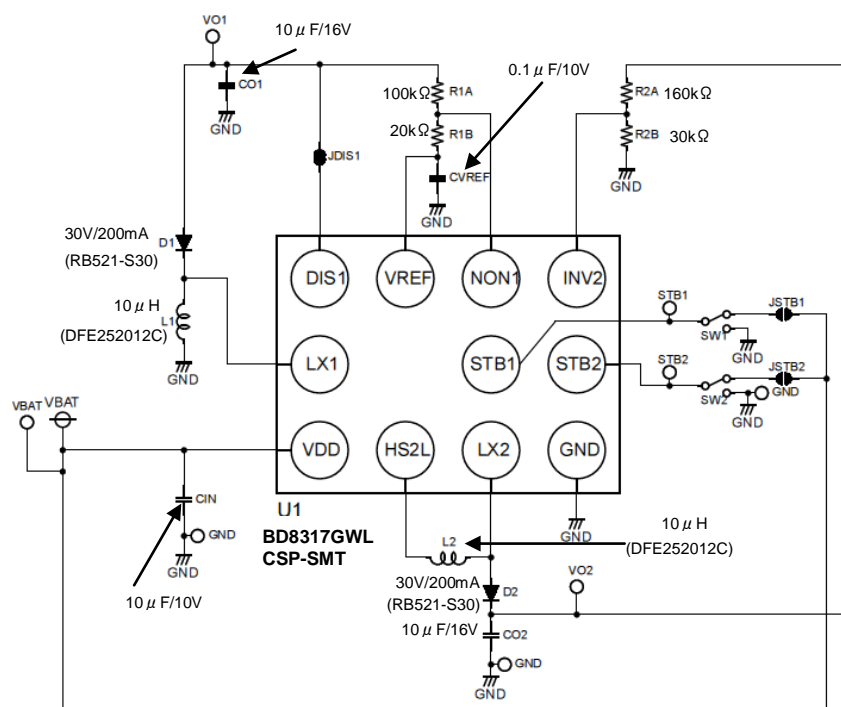 10μF/16V
VO1
CO1
GND
0.1μF/10V
100kΩ
R1A
20kΩ
R1B
CVREF
GND
R2A
160kΩ
R2B
30kΩ
GND
JDIS1
30V/200mA
D1
(RB521-S30)
10μH
L1
(DFE252012C)
GND
DIS1
VREF
NON1
INV2
LX1
STB1
STB2
VDD
HS2L
LX2
GND
STB1
SW1
JSTB1
GND
STB2
SW2
JSTB2
GND
GND
VBAT
VBAT
CIN
GND
GND
10μF/10V
U1
BD8317GWL
CSP-SMT
GND
L2
10μH
(DFE252012C)
30V/200mA
D2
(RB521-S30)
VO2
10μF/16V
CO2
GND
GND